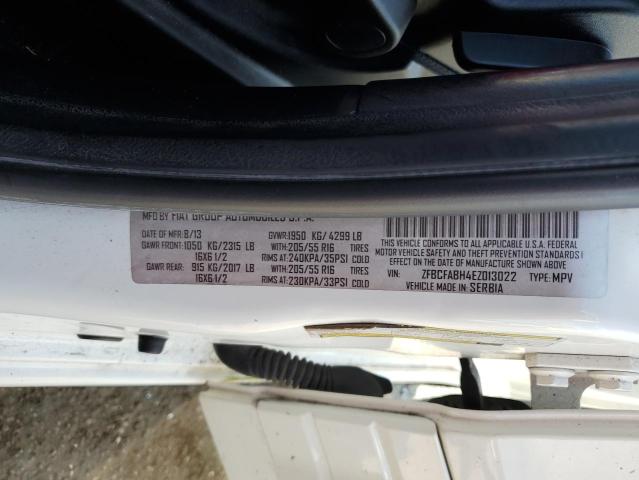 MFD BY FIAT GROUP AUTOMOBILES S.P.A.
DATE OF MFR: 8/13 GVWR: 1950 KG/ 4299 LB
GAWR FRONT: 1050 KG/2315 LB WITH: 205/55 R16 TIRES
16X6 1/2 RIMS AT: 240KPA/35PSI COLD
GAWR REAR: 915 KG/2017 LB WITH: 205/55 R16 TIRES
16X6 1/2 RIMS AT: 230KPA/33PSI COLD
THIS VEHICLE CONFORMS TO ALL APPLICABLE U.S.A. FEDERAL
MOTOR VEHICLE SAFETY AND THEFT PREVENTION STANDARDS I
EFFECT ON THE DATE OF MANUFACTURE SHOWN ABOVE.
VIN: ZFBCFABH4EZ013022 TYPE: MPV
VEHICLE MADE IN: SERBIA